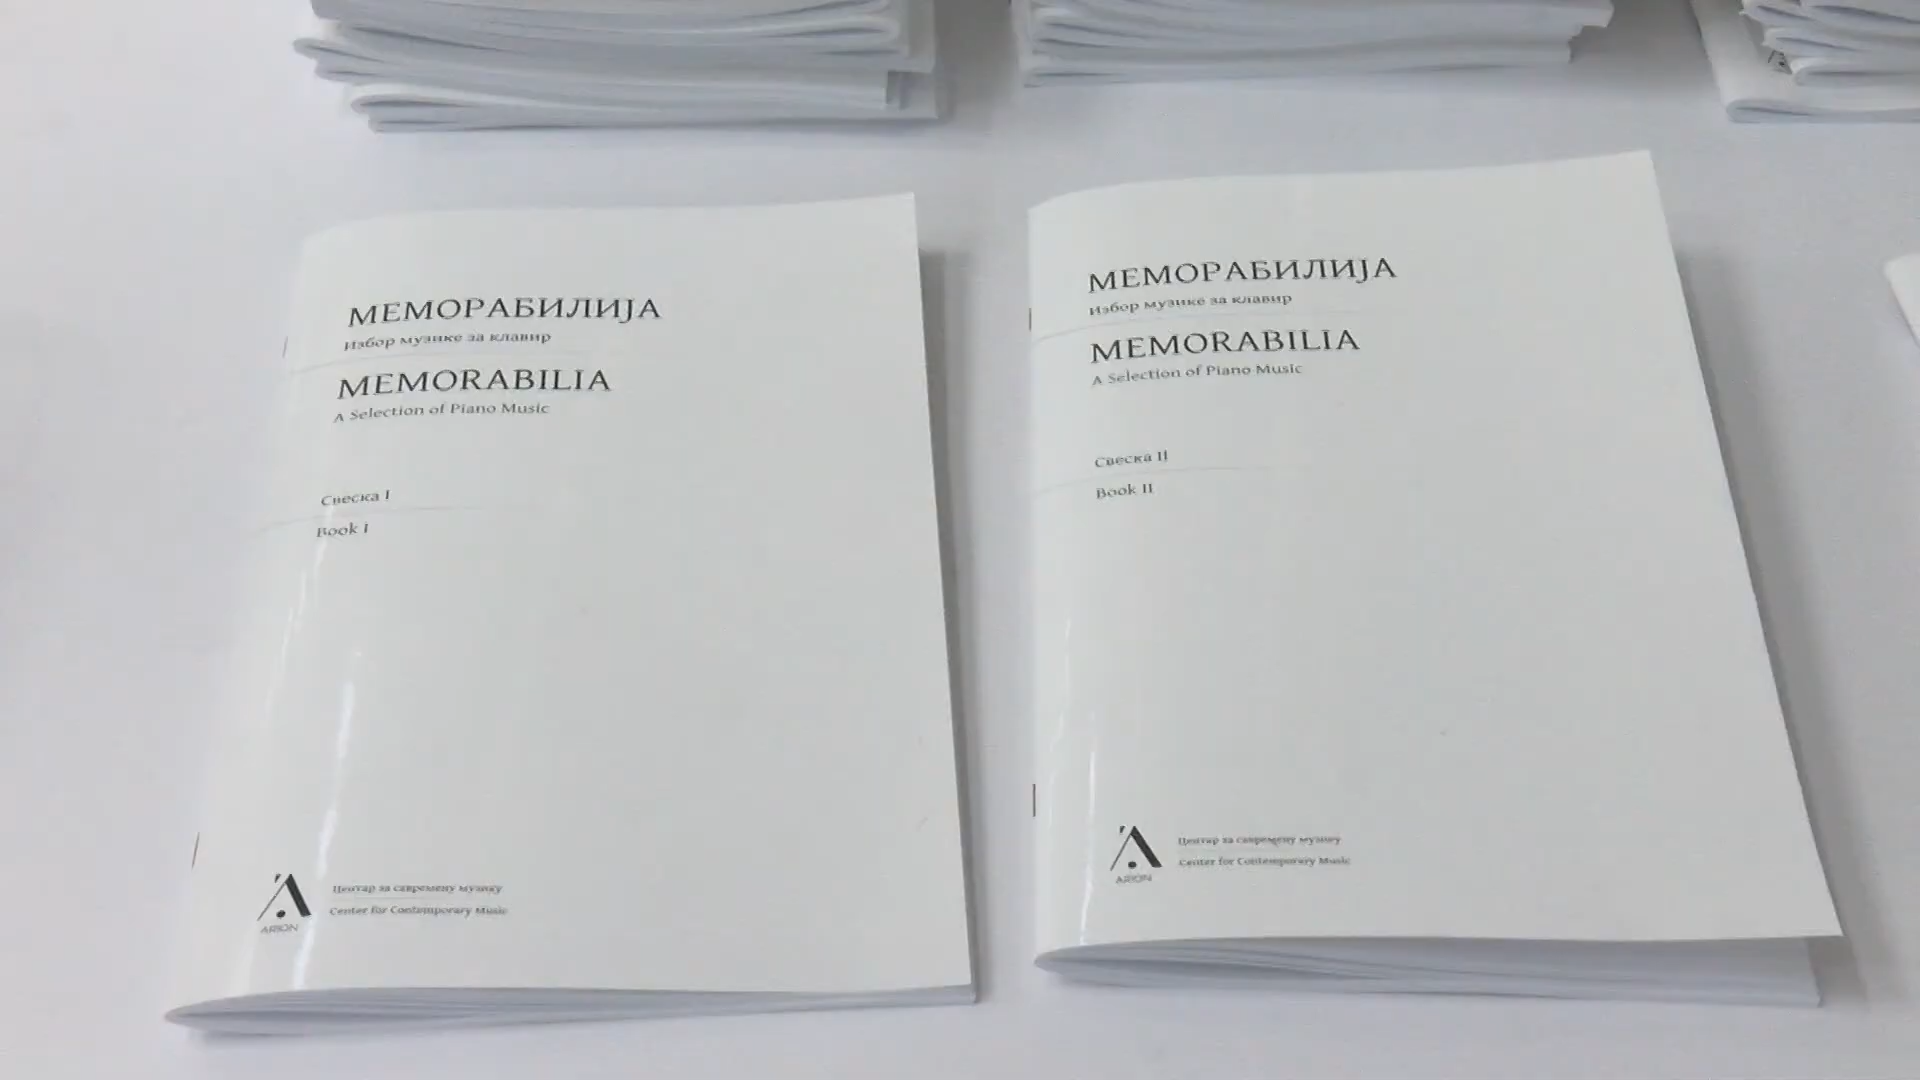 МЕМОРАБИЛИЈА
Избор музике за клавир
MEMORABILIA
A Selection of Piano Music
Свеска I
Book I
ARION
Центар за савремену музику
Center for Contemporary Music
МЕМОРАБИЛИЈА
Избор музике за клавир
MEMORABILIA
A Selection of Piano Music
Свеска II
Book II
ARION
Центар за савремену музику
Center for Contemporary Music